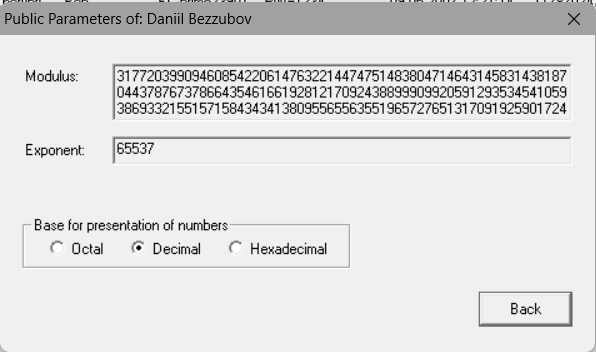 Public Parameters of: Daniil Bezzubov
Modulus:
317720399094608542206147632214474751483804714643145831438187
044378767378664354616619281217092438899909920591293534541059
386933215515715843434138095565563551965727651317091925901724
Exponent:
65537
Base for presentation of numbers
Octal
Decimal
Hexadecimal
Back